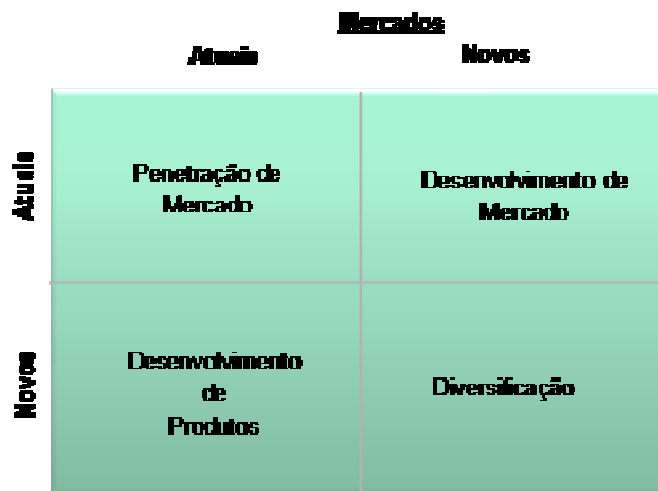 Mercados
Atuais Novos
Atuais
Penetração de
Mercado
Desenvolvimento de
Mercado
Novos
Desenvolvimento
de
Produtos
Diversificação